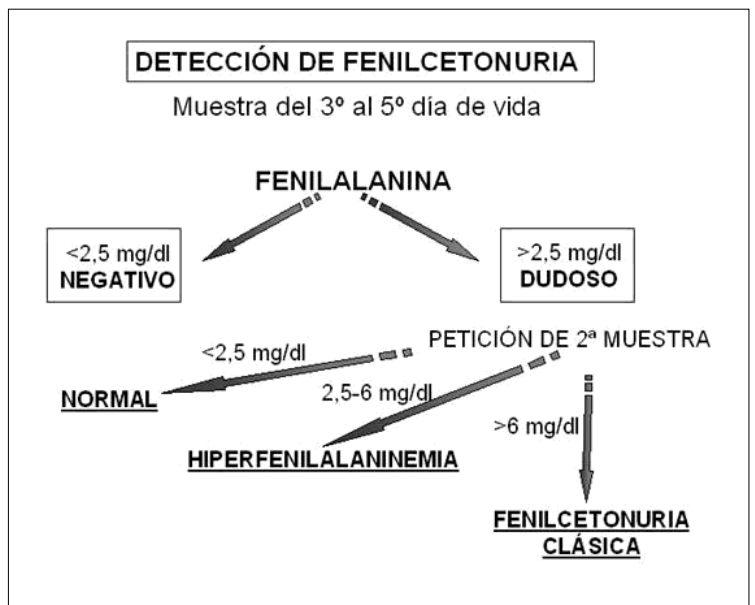 DETECCIÓN DE FENILCETONURIA
Muestra del 3º al 5º día de vida
FENILALANINA
<2,5 mg/dl
NEGATIVO
>2,5 mg/dl
DUDOSO
PETICIÓN DE 2ª MUESTRA
<2,5 mg/dl
NORMAL
2,5-6 mg/dl
HIPERFENILALANINEMIA
>6 mg/dl
FENILCETONURIA
CLÁSICA